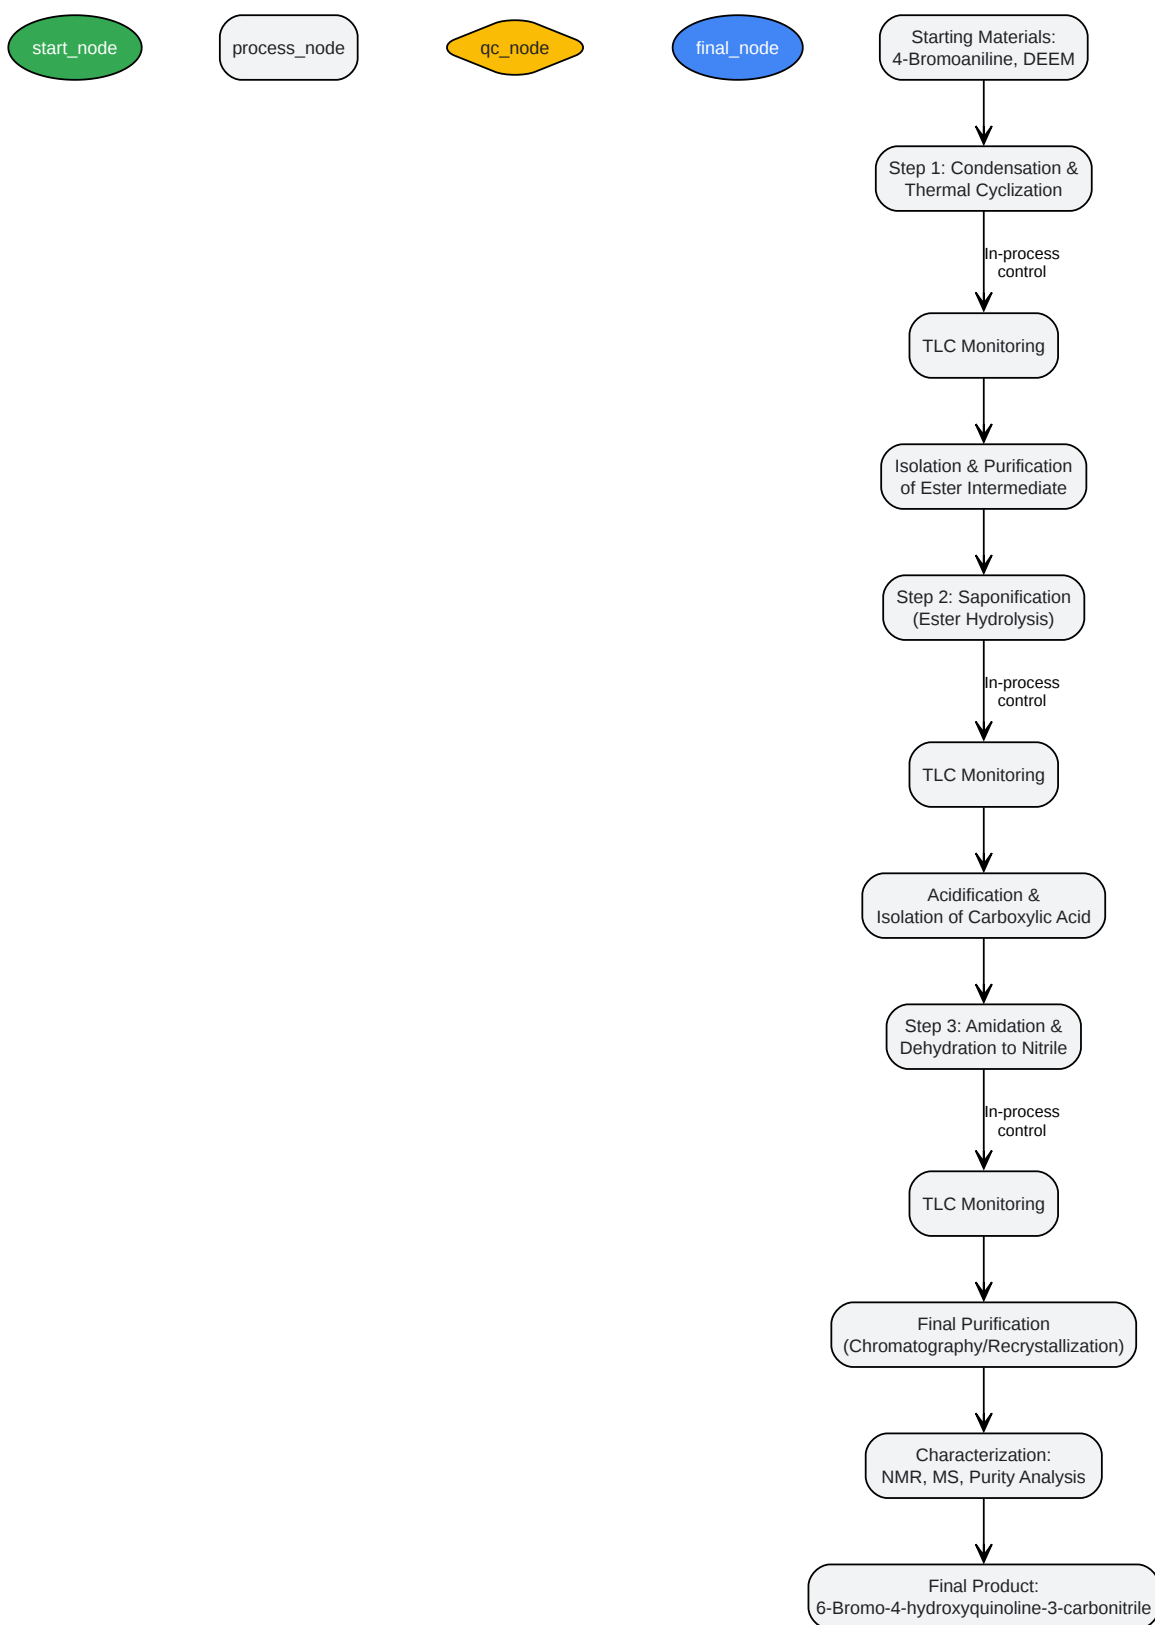 start_node
process_node
qc_node
final_node
Starting Materials:
4-Bromoaniline, DEEM
Step 1: Condensation &
Thermal Cyclization
In-process
control
TLC Monitoring
Isolation & Purification
of Ester Intermediate
Step 2: Saponification
(Ester Hydrolysis)
In-process
control
TLC Monitoring
Acidification &
Isolation of Carboxylic Acid
Step 3: Amidation &
Dehydration to Nitrile
In-process
control
TLC Monitoring
Final Purification
(Chromatography/Recrystallization)
Characterization:
NMR, MS, Purity Analysis
Final Product:
6-Bromo-4-hydroxyquinoline-3-carbonitrile